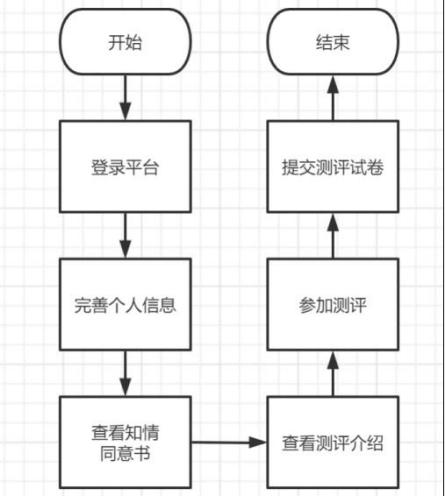 开始
登录平台
完善个人信息
查看知情
同意书
查看测评介绍
参加测评
提交测评试卷
结束